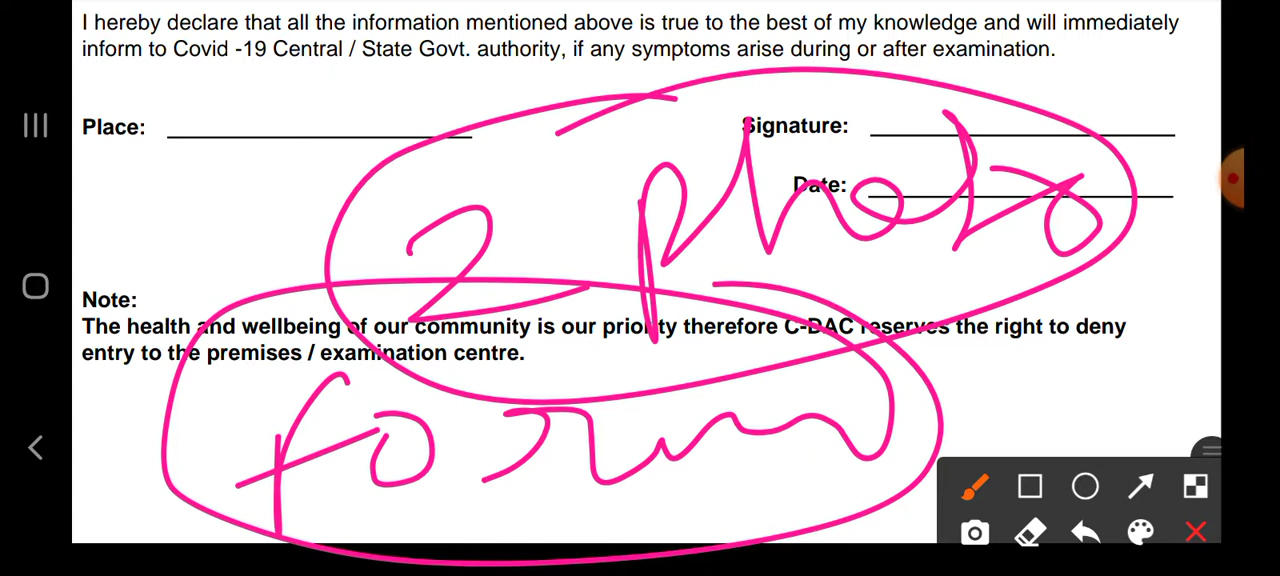 I hereby declare that all the information mentioned above is true to the best of my knowledge and will immediately
inform to Covid -19 Central / State Govt. authority, if any symptoms arise during or after examination.
Place:
Signature:
Date:
2 photo
Note:
The health and wellbeing of our community is our priority therefore C-DAC reserves the right to deny
entry to the premises / examination centre.
form